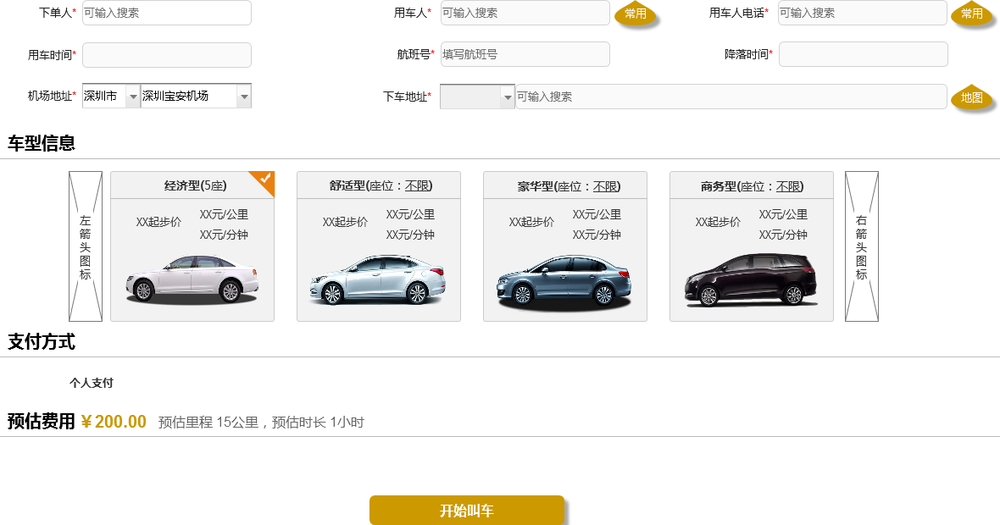 下单人* 可输入搜索 用车人* 可输入搜索 常用 用车人电话* 可输入搜索 常用
用车时间* 航班号* 填写航班号 降落时间*
机场地址* 深圳市 深圳宝安机场 下车地址* 可输入搜索 地图
车型信息
左箭头图标
经济型(5座)
XX起步价
XX元/公里
XX元/分钟
舒适型(座位：不限)
XX起步价
XX元/公里
XX元/分钟
豪华型(座位：不限)
XX起步价
XX元/公里
XX元/分钟
商务型(座位：不限)
XX起步价
XX元/公里
XX元/分钟
右箭头图标
支付方式
个人支付
预估费用 ¥200.00 预估里程 15公里，预估时长 1小时
开始叫车